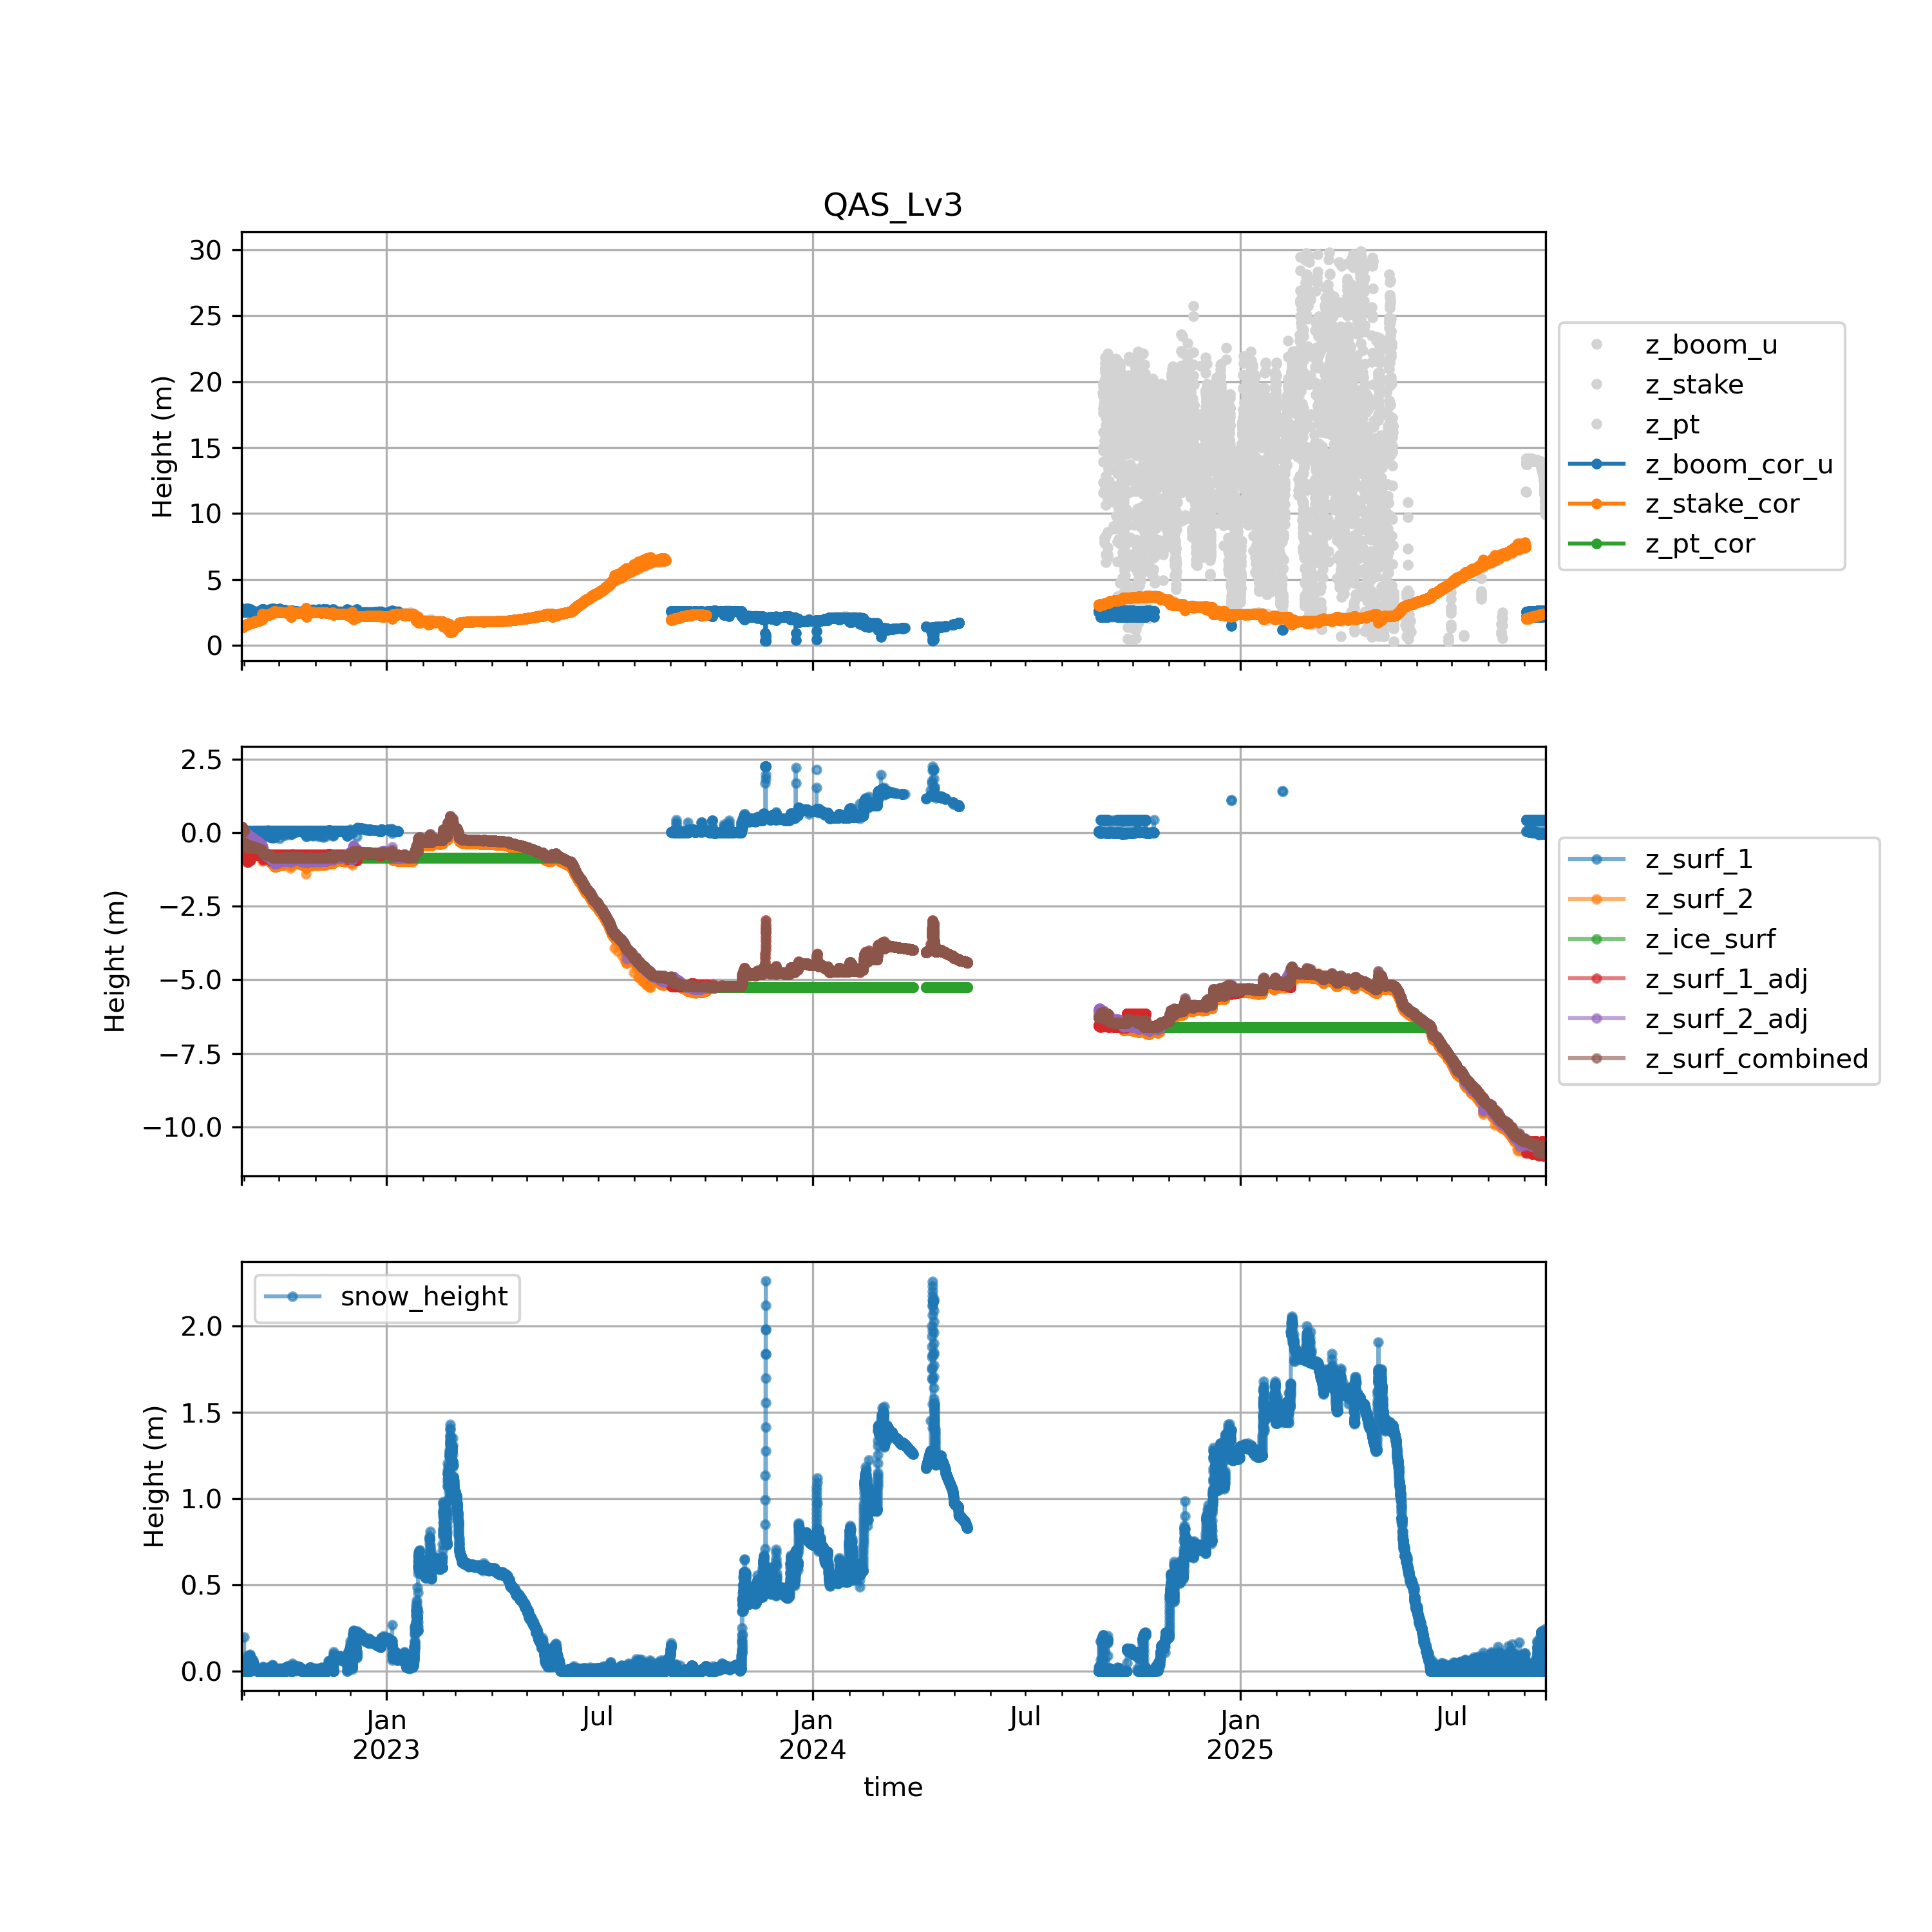 QAS_Lv3
30
25
20
15
10
5
0
Height (m)
z_boom_u
z_stake
z_pt
z_boom_cor_u
z_stake_cor
z_pt_cor
2.5
0.0
−2.5
−5.0
−7.5
−10.0
Height (m)
z_surf_1
z_surf_2
z_ice_surf
z_surf_1_adj
z_surf_2_adj
z_surf_combined
snow_height
2.0
1.5
1.0
0.5
0.0
Height (m)
Jan Jul Jan Jul Jan Jul
2023 2024 2025
time